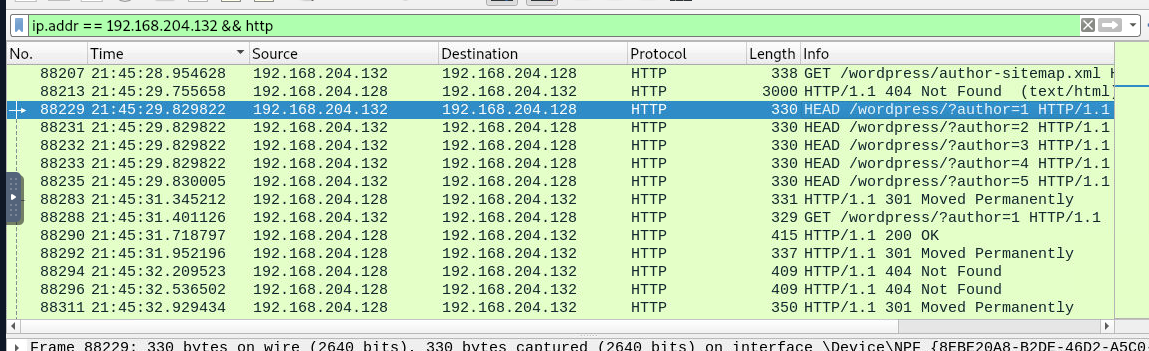 ip.addr == 192.168.204.132 && http
No. Time Source Destination Protocol Length Info
88207 21:45:28.954628 192.168.204.132 192.168.204.128 HTTP 338 GET /wordpress/author-sitemap.xml H
88213 21:45:29.755658 192.168.204.128 192.168.204.132 HTTP 3000 HTTP/1.1 404 Not Found (text/html)
88229 21:45:29.829822 192.168.204.132 192.168.204.128 HTTP 330 HEAD /wordpress/?author=1 HTTP/1.1
88231 21:45:29.829822 192.168.204.132 192.168.204.128 HTTP 330 HEAD /wordpress/?author=2 HTTP/1.1
88232 21:45:29.829822 192.168.204.132 192.168.204.128 HTTP 330 HEAD /wordpress/?author=3 HTTP/1.1
88233 21:45:29.829822 192.168.204.132 192.168.204.128 HTTP 330 HEAD /wordpress/?author=4 HTTP/1.1
88235 21:45:29.830005 192.168.204.132 192.168.204.128 HTTP 330 HEAD /wordpress/?author=5 HTTP/1.1
88283 21:45:31.345212 192.168.204.128 192.168.204.132 HTTP 331 HTTP/1.1 301 Moved Permanently
88288 21:45:31.401126 192.168.204.132 192.168.204.128 HTTP 329 GET /wordpress/?author=1 HTTP/1.1
88290 21:45:31.718797 192.168.204.128 192.168.204.132 HTTP 415 HTTP/1.1 200 OK
88292 21:45:31.952196 192.168.204.128 192.168.204.132 HTTP 337 HTTP/1.1 301 Moved Permanently
88294 21:45:32.209523 192.168.204.128 192.168.204.132 HTTP 409 HTTP/1.1 404 Not Found
88296 21:45:32.536502 192.168.204.128 192.168.204.132 HTTP 409 HTTP/1.1 404 Not Found
88311 21:45:32.929434 192.168.204.128 192.168.204.132 HTTP 350 HTTP/1.1 301 Moved Permanently
Frame 88229: 330 bytes on wire (2640 bits), 330 bytes captured (2640 bits) on interface \Device\NPF_{8EBE20A8-B2DE-46D2-A5C0-